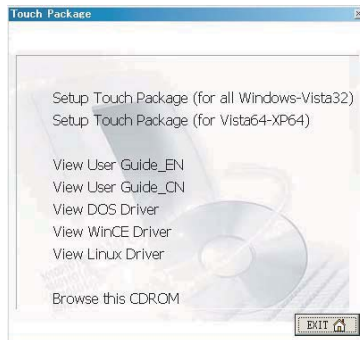 Touch Package
Setup Touch Package (for all Windows-Vista32)
Setup Touch Package (for Vista64-XP64)
View User Guide_EN
View User Guide_CN
View DOS Driver
View WinCE Driver
View Linux Driver
Browse this CDROM
EXIT